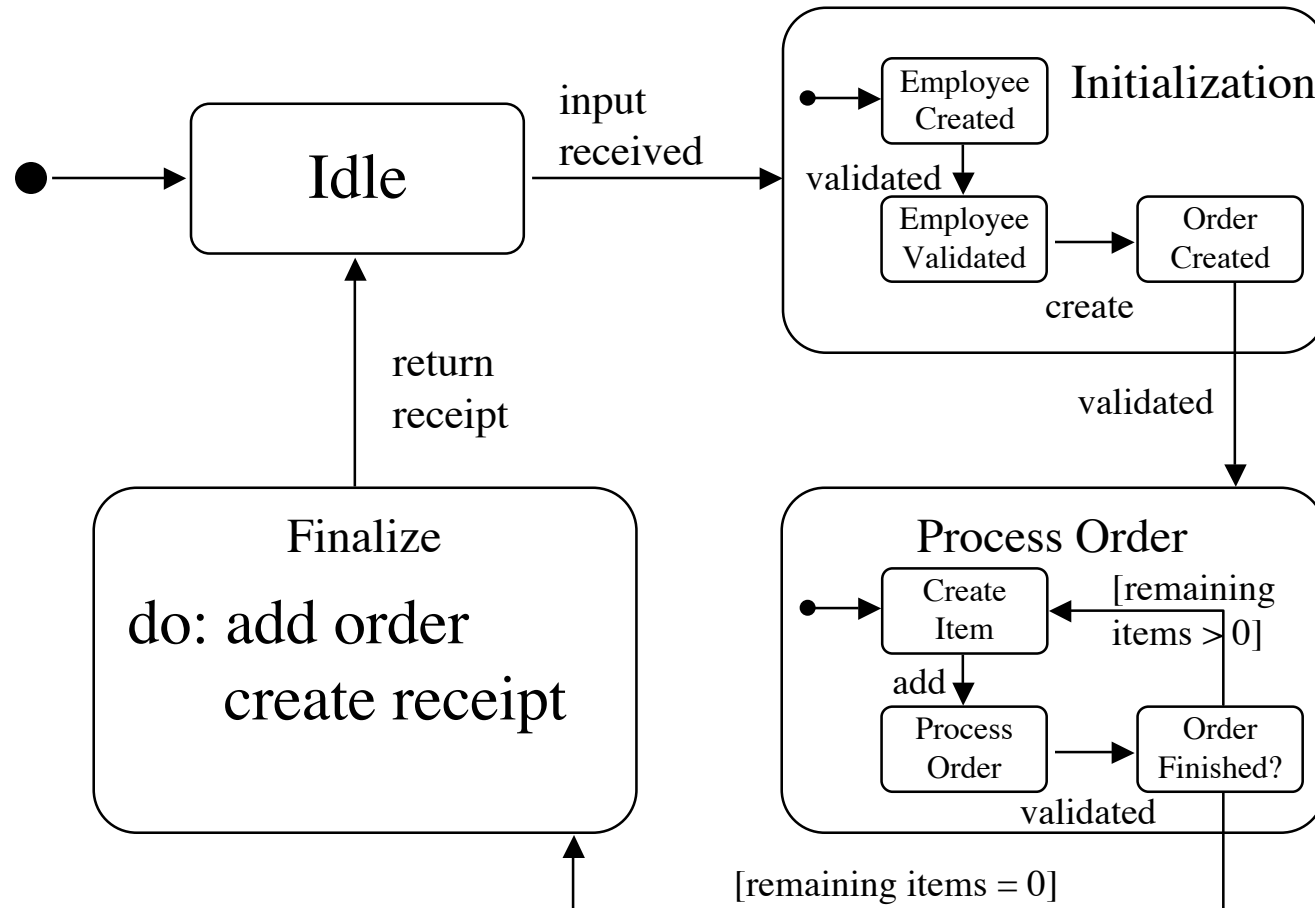 Idle
input
received
Initialization
Employee
Created
validated
Employee
Validated
create
Order
Created
validated
return
receipt
Finalize
do: add order
create receipt
Process Order
Create
Item
[remaining
items > 0]
add
Process
Order
validated
Order
Finished?
[remaining items = 0]